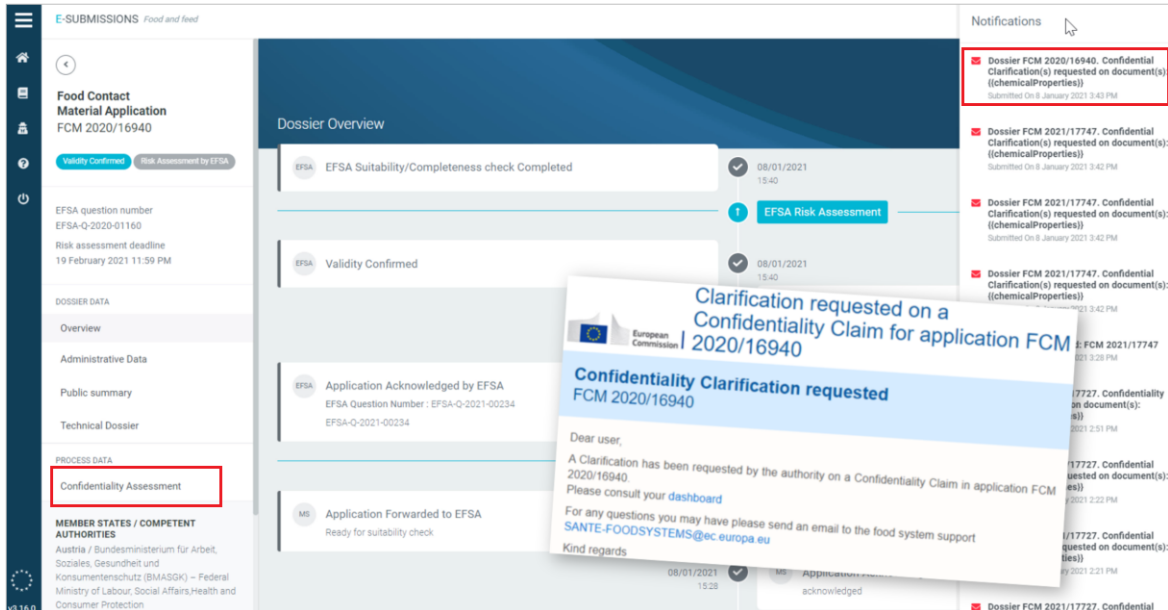 E-SUBMISSIONS Food and feed
Food Contact
Material Application
FCM 2020/16940
Validity Confirmed
Risk Assessment by EFSA
EFSA question number
EFSA-Q-2020-01160
Risk assessment deadline
19 February 2021 11:59 PM
DOSSIER DATA
Overview
Administrative Data
Public summary
Technical Dossier
PROCESS DATA
Confidentiality Assessment
MEMBER STATES / COMPETENT
AUTHORITIES
Austria / Bundesministerium für Arbeit,
Soziales, Gesundheit und
Konsumentenschutz (BMASGK) – Federal
Ministry of Labour, Social Affairs,Health and
Consumer Protection
v3.16.0
Dossier Overview
EFSA
EFSA Suitability/Completeness check Completed
08/01/2021
15:40
EFSA Risk Assessment
EFSA
Validity Confirmed
08/01/2021
15:40
EFSA
Application Acknowledged by EFSA
EFSA Question Number : EFSA-Q-2021-00234
EFSA-Q-2021-00234
MS
Application Forwarded to EFSA
Ready for suitability check
08/01/2021
15:28
MS
Application
acknowledged
European
Commission
Clarification requested on a
Confidentiality Claim for application FCM
2020/16940
Confidentiality Clarification requested
FCM 2020/16940
Dear user,
A Clarification has been requested by the authority on a Confidentiality Claim in application FCM
2020/16940.
Please consult your dashboard
For any questions you may have please send an email to the food system support
SANTE-FOODSYSTEMS@ec.europa.eu
Kind regards
Notifications
Dossier FCM 2020/16940. Confidential
Clarification(s) requested on document(s):
{{chemicalProperties}}
Submitted On 8 January 2021 3:43 PM
Dossier FCM 2021/17747. Confidential
Clarification(s) requested on document(s):
{{chemicalProperties}}
Submitted On 8 January 2021 3:42 PM
Dossier FCM 2021/17747. Confidential
Clarification(s) requested on document(s):
{{chemicalProperties}}
Submitted On 8 January 2021 3:42 PM
Dossier FCM 2021/17747. Confidential
Clarification(s) requested on document(s):
{{chemicalProperties}}
2021 3:42 PM
: FCM 2021/17747
2021 3:28 PM
17727. Confidentiality
on document(s):
2021 2:51 PM
17727. Confidential
requested on document(s):
2021 2:22 PM
17727. Confidential
requested on document(s):
2021 2:21 PM
Dossier FCM 2021/17727. Confidential